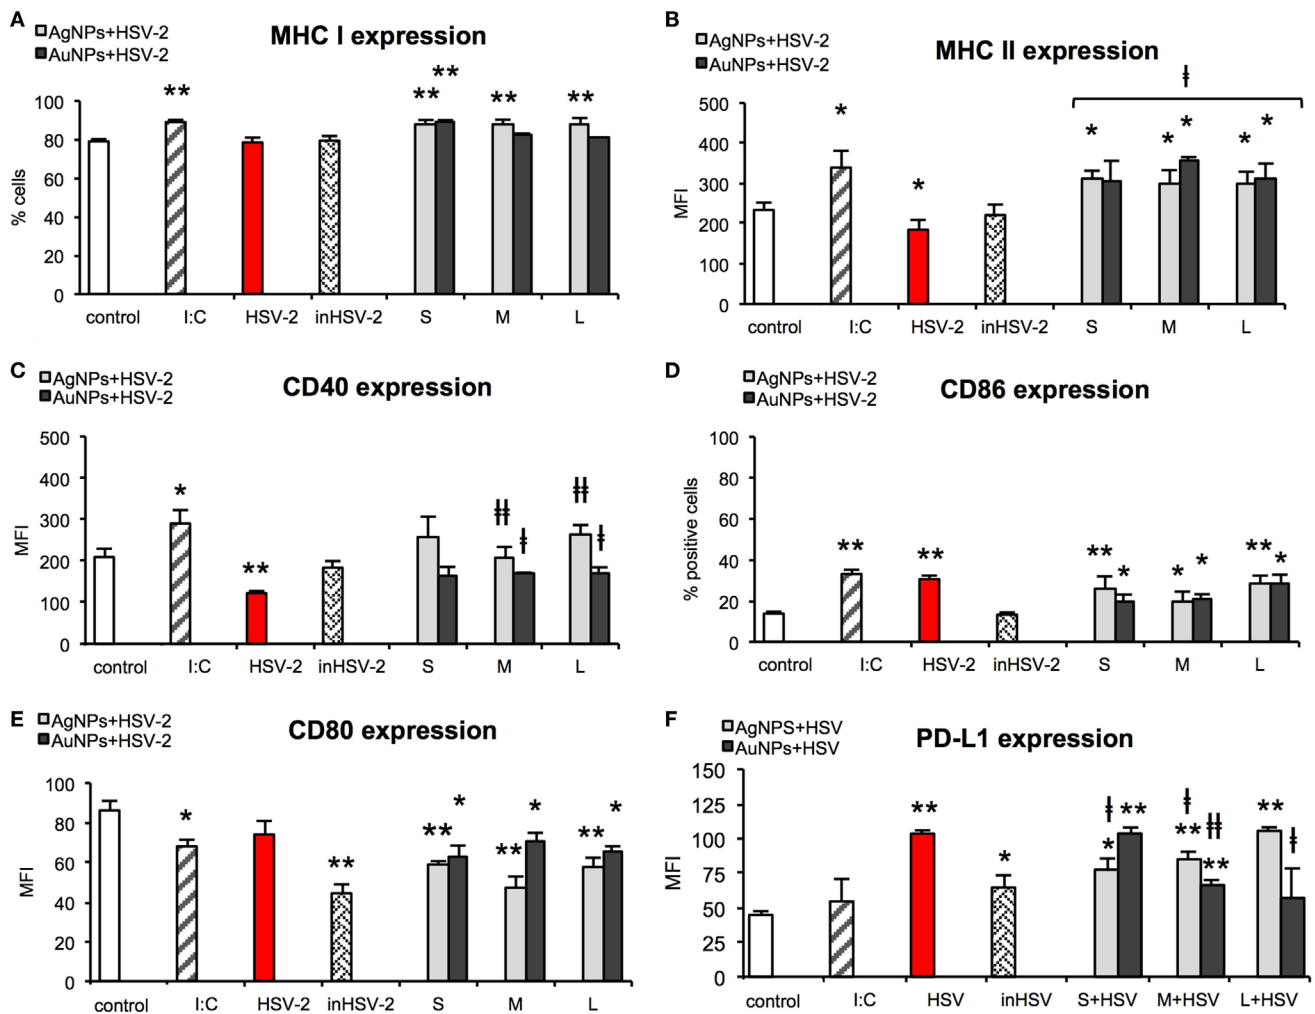 A
AgNPs+HSV-2
AuNPs+HSV-2
MHC I expression
% cells
100
80
60
40
20
0
** ** ** ** **
control I:C HSV-2 inHSV-2 S M L
B
AgNPs+HSV-2
AuNPs+HSV-2
MHC II expression
MFI
500
400
300
200
100
0
ǂ
* * * * * * *
control I:C HSV-2 inHSV-2 S M L
C
AgNPs+HSV-2
AuNPs+HSV-2
CD40 expression
MFI
500
400
300
200
100
0
* ** ǂǂ ǂ ǂǂ ǂ
control I:C HSV-2 inHSV-2 S M L
D
AgNPs+HSV-2
AuNPs+HSV-2
CD86 expression
% positive cells
100
80
60
40
20
0
** ** ** * * * ** *
control I:C HSV-2 inHSV-2 S M L
E
AgNPs+HSV-2
AuNPs+HSV-2
CD80 expression
MFI
100
80
60
40
20
0
* ** ** * ** * ** *
control I:C HSV-2 inHSV-2 S M L
F
AgNPS+HSV
AuNPs+HSV
PD-L1 expression
MFI
150
125
100
75
50
25
0
** * ǂ * ** ǂ ** ǂǂ ** ** ǂ
control I:C HSV inHSV S+HSV M+HSV L+HSV